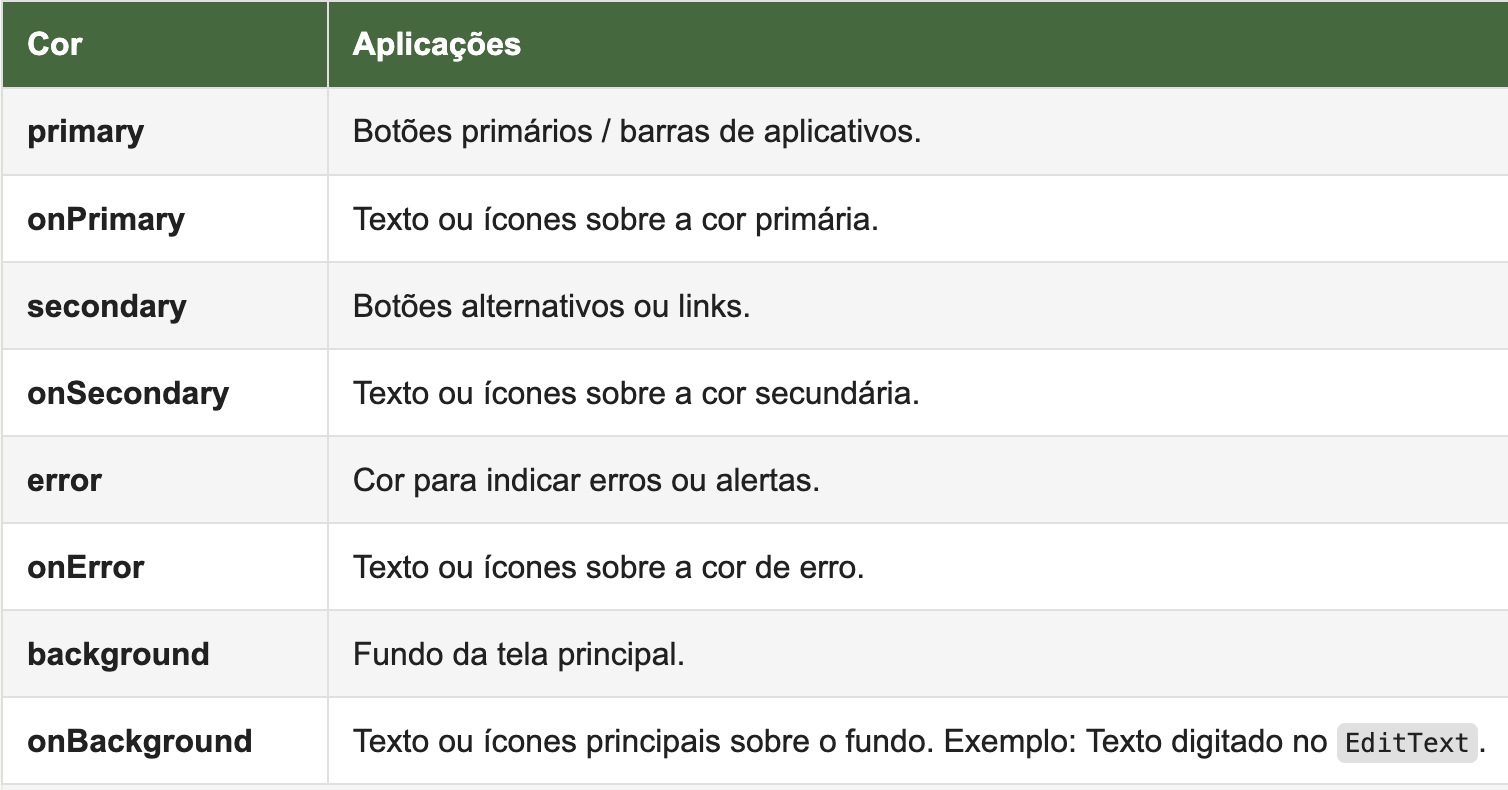 Cor Aplicações
primary Botões primários / barras de aplicativos.
onPrimary Texto ou ícones sobre a cor primária.
secondary Botões alternativos ou links.
onSecondary Texto ou ícones sobre a cor secundária.
error Cor para indicar erros ou alertas.
onError Texto ou ícones sobre a cor de erro.
background Fundo da tela principal.
onBackground Texto ou ícones principais sobre o fundo. Exemplo: Texto digitado no EditText.